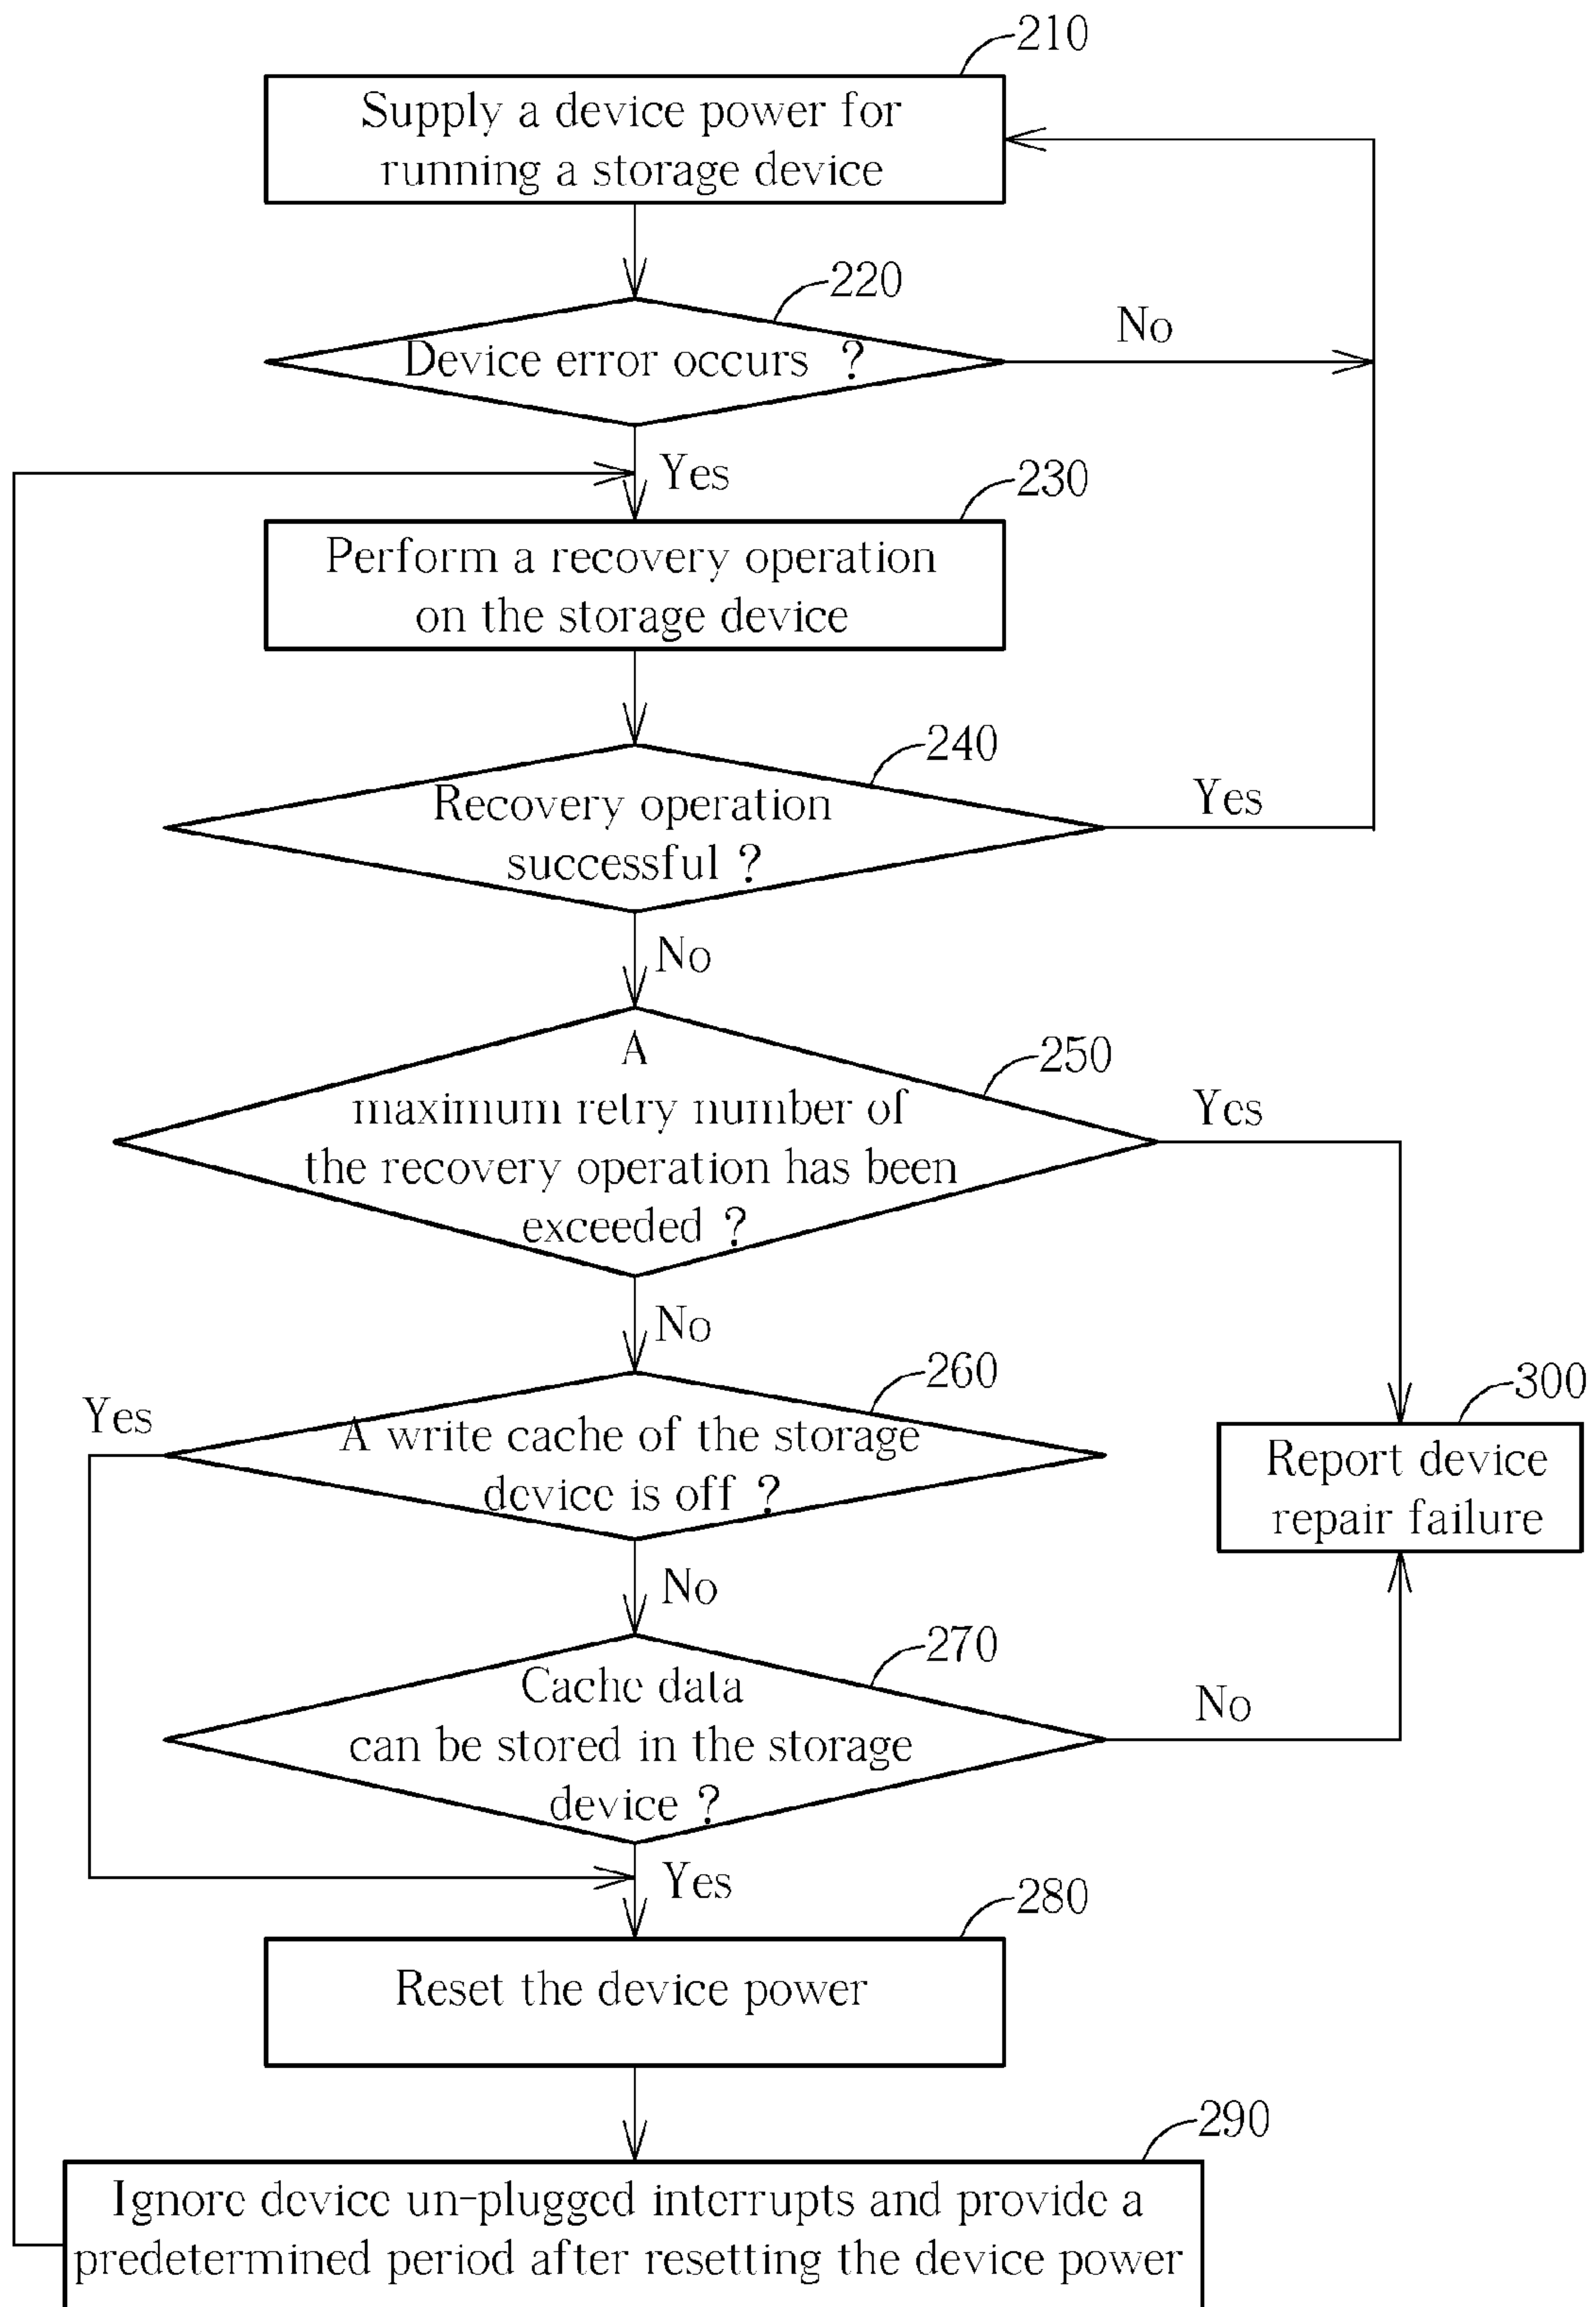 210
Supply a device power for
running a storage device
220
Device error occurs ?
No
Yes
230
Perform a recovery operation
on the storage device
240
Recovery operation
successful ?
Yes
No
250
A
maximum retry number of
the recovery operation has been
exceeded ?
Yes
No
260
Yes
A write cache of the storage
device is off ?
300
Report device
repair failure
No
270
Cache data
can be stored in the storage
device ?
No
Yes
280
Reset the device power
290
Ignore device un-plugged interrupts and provide a
predetermined period after resetting the device power